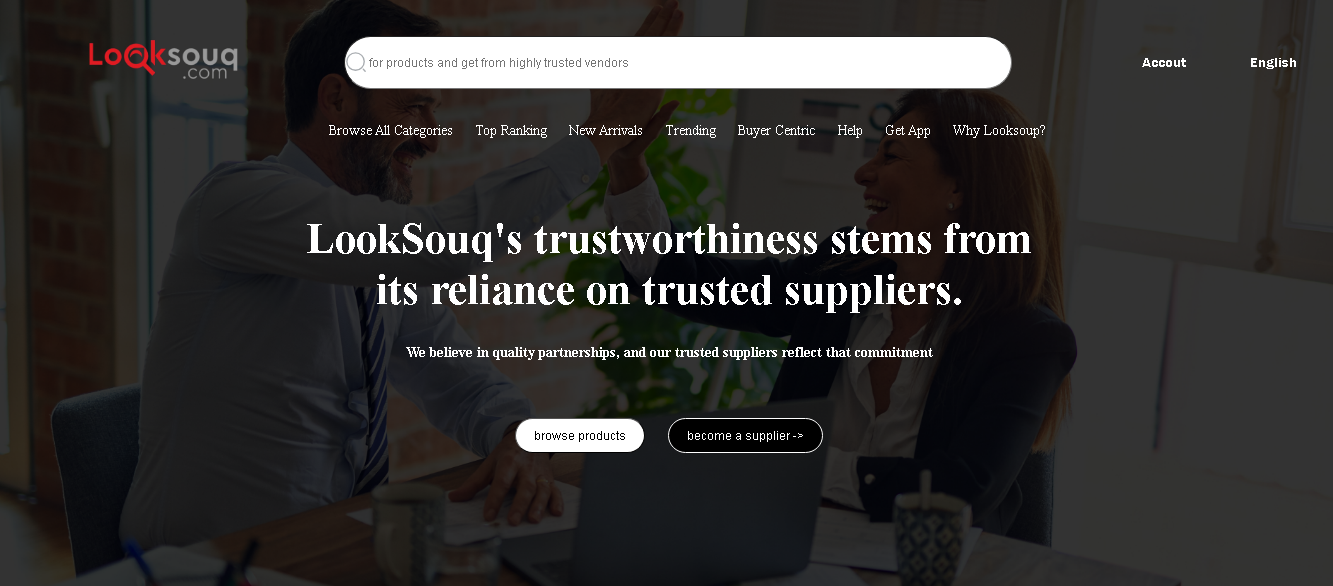 Looksouq
.com
for products and get from highly trusted vendors
Accout
English
Browse All Categories Top Ranking New Arrivals Trending Buyer Centric Help Get App Why Looksoup?
LookSouq's trustworthiness stems from
its reliance on trusted suppliers.
We believe in quality partnerships, and our trusted suppliers reflect that commitment
browse products
become a supplier ->